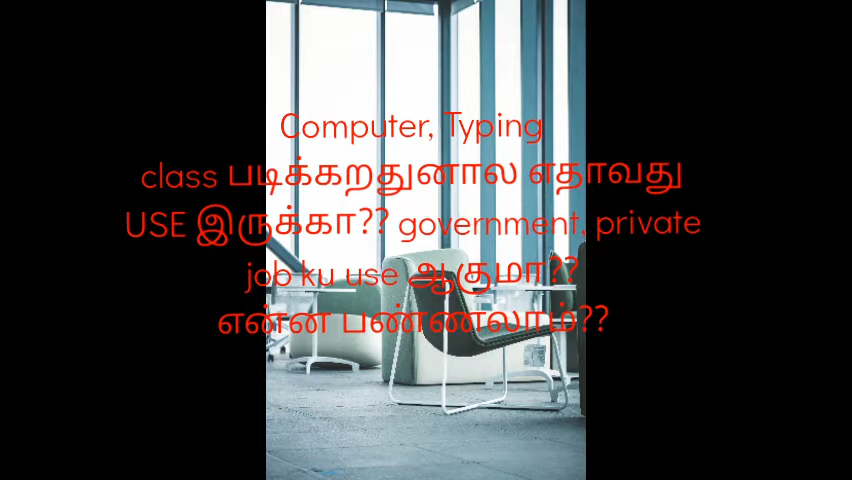 Computer, Typing
class படிக்கறதுனால எதாவது
USE இருக்கா?? government, private
job ku use ஆகுமா??
என்ன பண்ணலாம்??